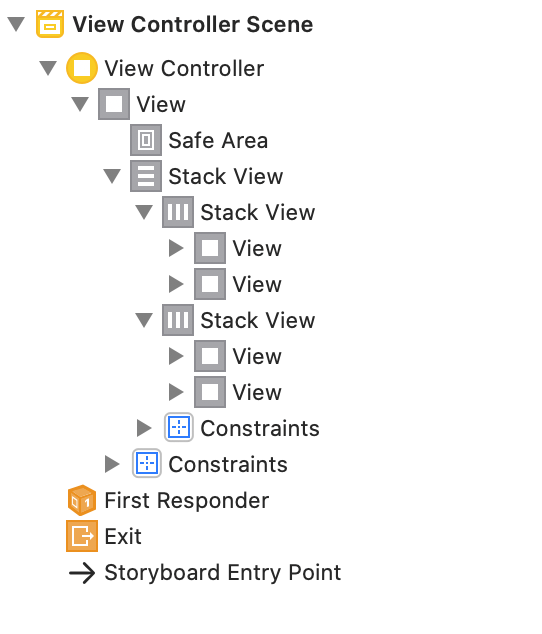 View Controller Scene
View Controller
View
Safe Area
Stack View
Stack View
View
View
Stack View
View
View
Constraints
Constraints
First Responder
Exit
Storyboard Entry Point